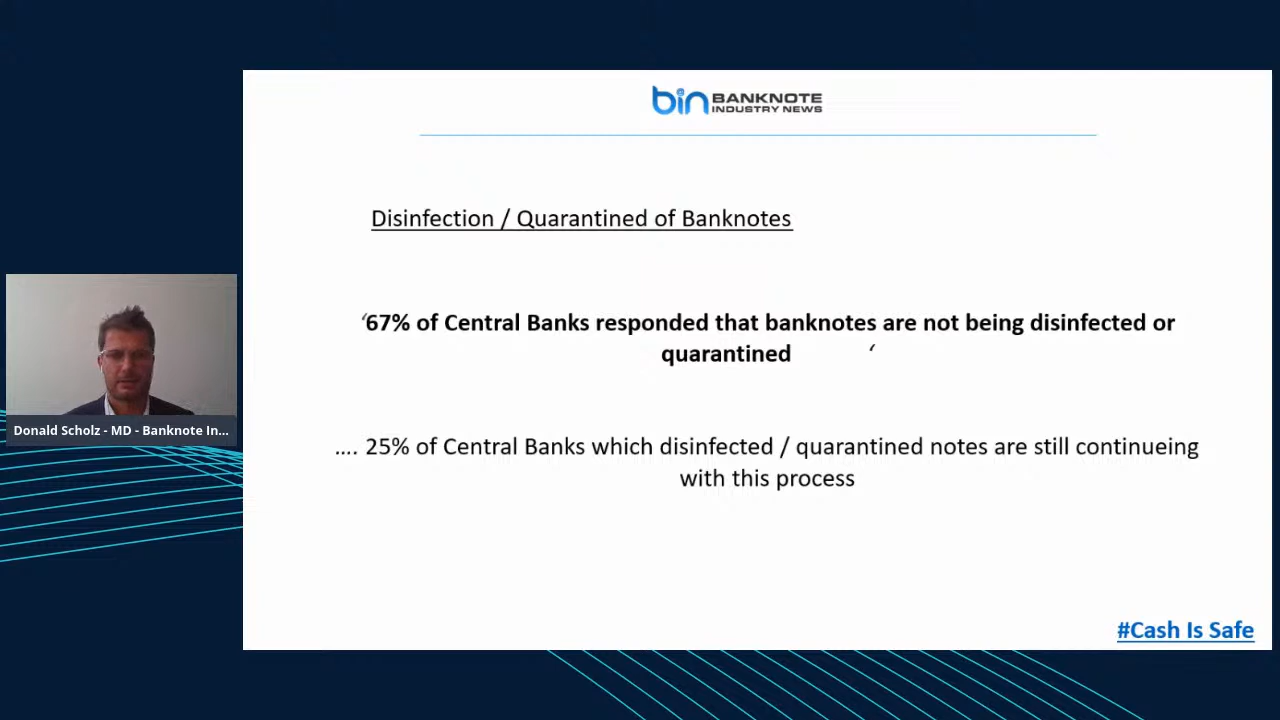 bin BANKNOTE
INDUSTRY NEWS
Disinfection / Quarantined of Banknotes
‘67% of Central Banks responded that banknotes are not being disinfected or
quarantined ‘
Donald Scholz - MD - Banknote In...
.... 25% of Central Banks which disinfected / quarantined notes are still continueing
with this process
#Cash Is Safe